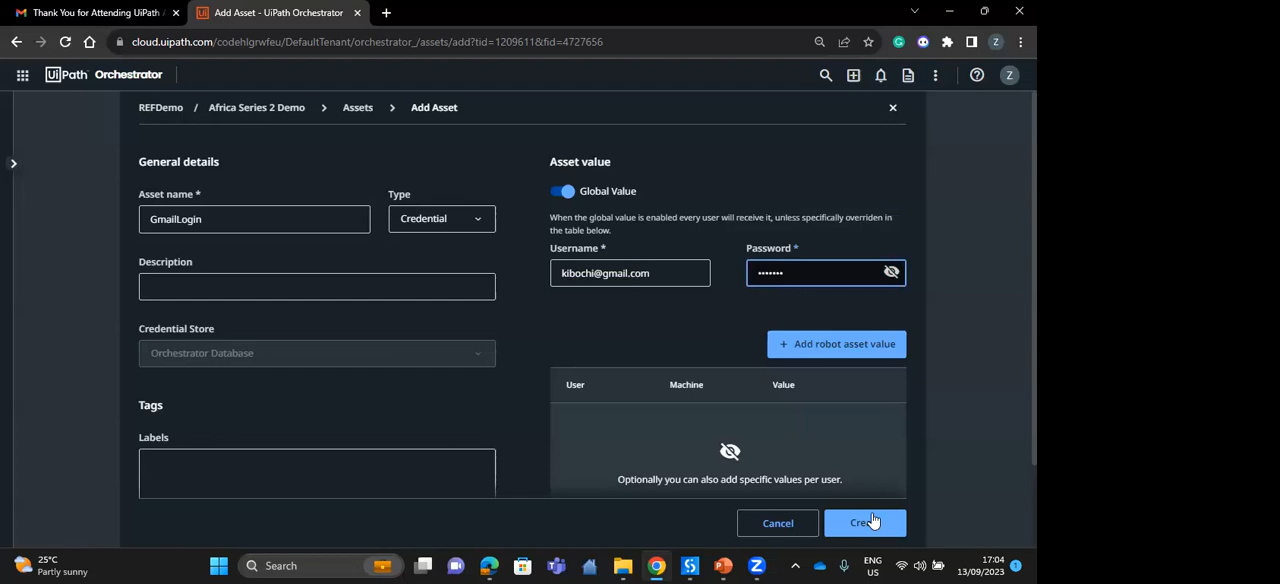 Thank You for Attending UiPath
Add Asset - UiPath Orchestrator
cloud.uipath.com/codehlgrwfeu/DefaultTenant/orchestrator_/assets/add?tid=1209611&fid=4727656
Z
UiPath Orchestrator
Z
REFDemo / Africa Series 2 Demo > Assets > Add Asset
General details
Asset value
Global Value
Asset name *
Type
GmailLogin
Credential
When the global value is enabled every user will receive it, unless specifically overriden in
the table below.
Username *
Password *
Description
kibochi@gmail.com
•••••••
Credential Store
Orchestrator Database
+ Add robot asset value
User
Machine
Value
Tags
Labels
Optionally you can also add specific values per user.
Cancel
25°C
Partly sunny
Search
ENG
US
17:04
13/09/2023
1